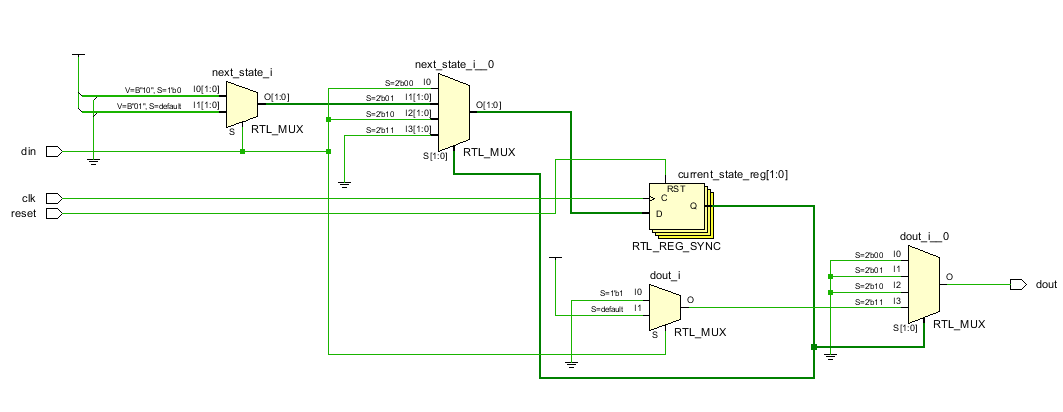 next_state_i
V=B"10", S=1'b0 I0[1:0]
V=B"01", S=default I1[1:0]
O[1:0]
S
RTL_MUX
next_state_i__0
S=2'b00 I0
S=2'b01 I1[1:0]
S=2'b10 I2[1:0]
S=2'b11 I3[1:0]
O[1:0]
S[1:0]
RTL_MUX
din
clk
reset
current_state_reg[1:0]
RST
C
D
Q
RTL_REG_SYNC
dout_i
S=1'b1 I0
S=default I1
O
S
RTL_MUX
dout_i__0
S=2'b00 I0
S=2'b01 I1
S=2'b10 I2
S=2'b11 I3
O
S[1:0]
RTL_MUX
dout